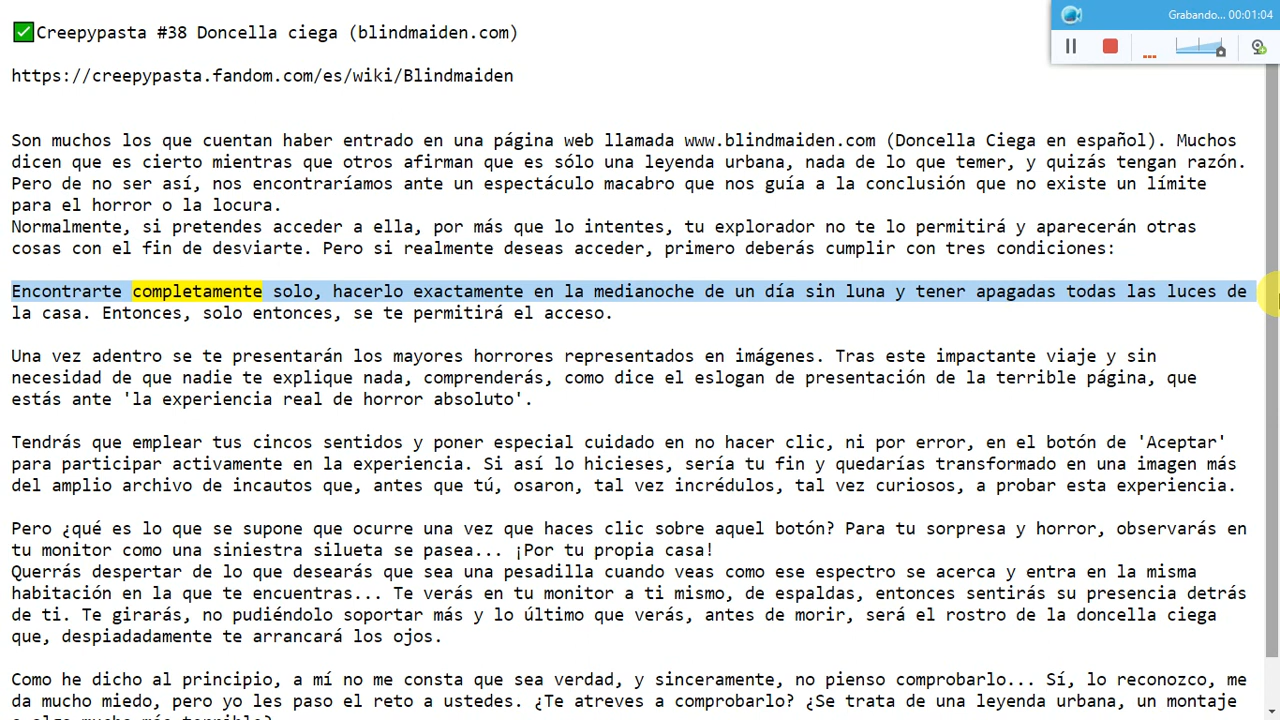 ✅Creepypasta #38 Doncella ciega (blindmaiden.com)
Grabando... 00:01:04
https://creepypasta.fandom.com/es/wiki/Blindmaiden
Son muchos los que cuentan haber entrado en una página web llamada www.blindmaiden.com (Doncella Ciega en español). Muchos
dicen que es cierto mientras que otros afirman que es sólo una leyenda urbana, nada de lo que temer, y quizás tengan razón.
Pero de no ser así, nos encontraríamos ante un espectáculo macabro que nos guía a la conclusión que no existe un límite
para el horror o la locura.
Normalmente, si pretendes acceder a ella, por más que lo intentes, tu explorador no te lo permitirá y aparecerán otras
cosas con el fin de desviarte. Pero si realmente deseas acceder, primero deberás cumplir con tres condiciones:
Encontrarte completamente solo, hacerlo exactamente en la medianoche de un día sin luna y tener apagadas todas las luces de
la casa. Entonces, solo entonces, se te permitirá el acceso.
Una vez adentro se te presentarán los mayores horrores representados en imágenes. Tras este impactante viaje y sin
necesidad de que nadie te explique nada, comprenderás, como dice el eslogan de presentación de la terrible página, que
estás ante 'la experiencia real de horror absoluto'.
Tendrás que emplear tus cincos sentidos y poner especial cuidado en no hacer clic, ni por error, en el botón de 'Aceptar'
para participar activamente en la experiencia. Si así lo hicieses, sería tu fin y quedarías transformado en una imagen más
del amplio archivo de incautos que, antes que tú, osaron, tal vez incrédulos, tal vez curiosos, a probar esta experiencia.
Pero ¿qué es lo que se supone que ocurre una vez que haces clic sobre aquel botón? Para tu sorpresa y horror, observarás en
tu monitor como una siniestra silueta se pasea... ¡Por tu propia casa!
Querrás despertar de lo que desearás que sea una pesadilla cuando veas como ese espectro se acerca y entra en la misma
habitación en la que te encuentras... Te verás en tu monitor a ti mismo, de espaldas, entonces sentirás su presencia detrás
de ti. Te girarás, no pudiéndolo soportar más y lo último que verás, antes de morir, será el rostro de la doncella ciega
que, despiadadamente te arrancará los ojos.
Como he dicho al principio, a mí no me consta que sea verdad, y sinceramente, no pienso comprobarlo... Sí, lo reconozco, me
da mucho miedo, pero yo les paso el reto a ustedes. ¿Te atreves a comprobarlo? ¿Se trata de una leyenda urbana, un montaje